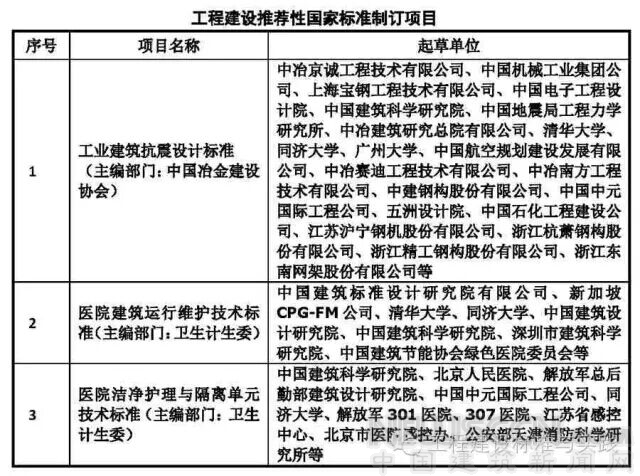 工程建设推荐性国家标准制订项目
序号 项目名称 起草单位
1
工业建筑抗震设计标准
（主编部门：中国冶金建设
协会）
中冶京诚工程技术有限公司、中国机械工业集团公
司、上海宝钢工程技术有限公司、中国电子工程设
计院、中国建筑科学研究院、中国地震局工程力学
研究所、中冶建筑研究总院有限公司、清华大学、
同济大学、广州大学、中国航空规划建设发展有限
公司、中冶赛迪工程技术有限公司、中冶南方工程
技术有限公司、中建钢构股份有限公司、中国中元
国际工程公司、五洲设计院、中国石化工程建设公
司、江苏沪宁钢机股份有限公司、浙江杭萧钢构股
份有限公司、浙江精工钢构股份有限公司、浙江东
南网架股份有限公司等
2
医院建筑运行维护技术标
准（主编部门：卫生计生委）
中国建筑标准设计研究院有限公司、新加坡
CPG-FM 公司、清华大学、同济大学、中国建筑
设计研究院、中国建筑科学研究院、深圳市建筑科学
研究院、中国建筑节能协会绿色医院委员会等
3
医院洁净护理与隔离单元
技术标准（主编部门：卫生
计生委）
中国建筑科学研究院、北京人民医院、解放军总后
勤部建筑设计研究院、中国中元国际工程公司、同
济大学、解放军 301 医院、307 医院、江苏省感控
中心、北京市医院感控办、公安部天津消防科学研
究所等
工程建设标准与实践
中国建筑新闻网